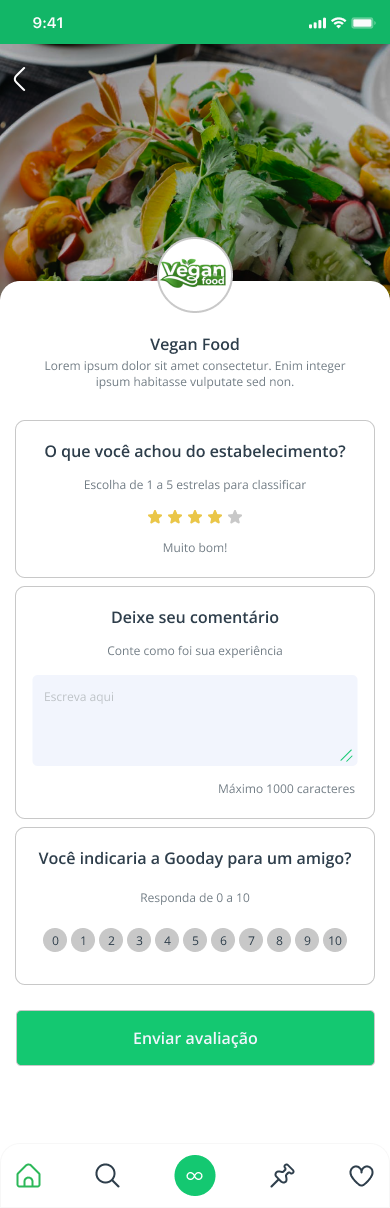 9:41
Vegan
food
Vegan Food
Lorem ipsum dolor sit amet consectetur. Enim integer
ipsum habitasse vulputate sed non.
O que você achou do estabelecimento?
Escolha de 1 a 5 estrelas para classificar
Muito bom!
Deixe seu comentário
Conte como foi sua experiência
Escreva aqui
Máximo 1000 caracteres
Você indicaria a Gooday para um amigo?
Responda de 0 a 10
0 1 2 3 4 5 6 7 8 9 10
Enviar avaliação